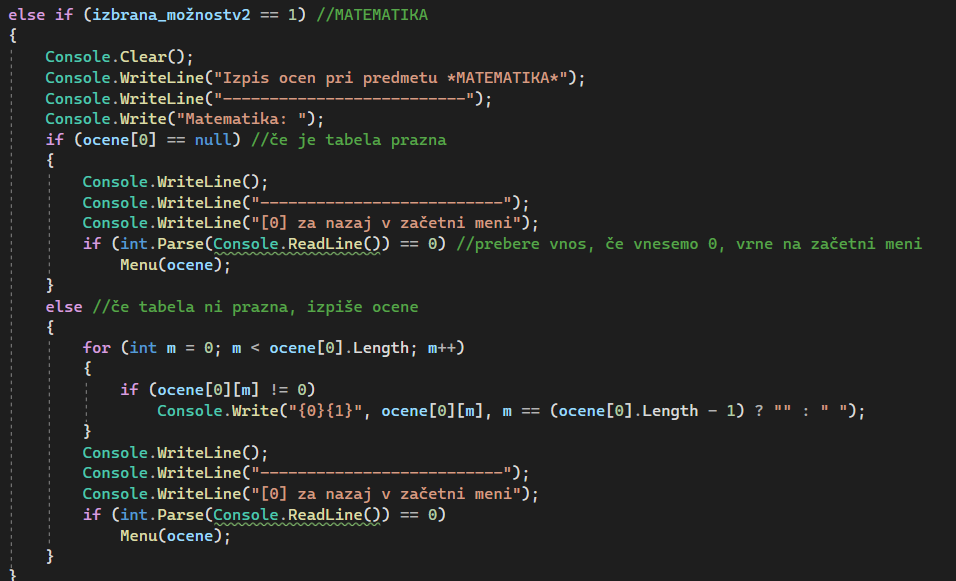 else if (izbrana_možnostv2 == 1) //MATEMATIKA
{
    Console.Clear();
    Console.WriteLine("Izpis ocen pri predmetu *MATEMATIKA*");
    Console.WriteLine("--------------------------");
    Console.Write("Matematika: ");
    if (ocene[0] == null) //če je tabela prazna
    {
        Console.WriteLine();
        Console.WriteLine("--------------------------");
        Console.WriteLine("[0] za nazaj v začetni meni");
        if (int.Parse(Console.ReadLine()) == 0) //prebere vnos, če vnesemo 0, vrne na začetni meni
            Menu(ocene);
    }
    else //če tabela ni prazna, izpiše ocene
    {
        for (int m = 0; m < ocene[0].Length; m++)
        {
            if (ocene[0][m] != 0)
                Console.Write("{0}{1}", ocene[0][m], m == (ocene[0].Length - 1) ? "" : " ");
        }
        Console.WriteLine();
        Console.WriteLine("--------------------------");
        Console.WriteLine("[0] za nazaj v začetni meni");
        if (int.Parse(Console.ReadLine()) == 0)
            Menu(ocene);
    }
}